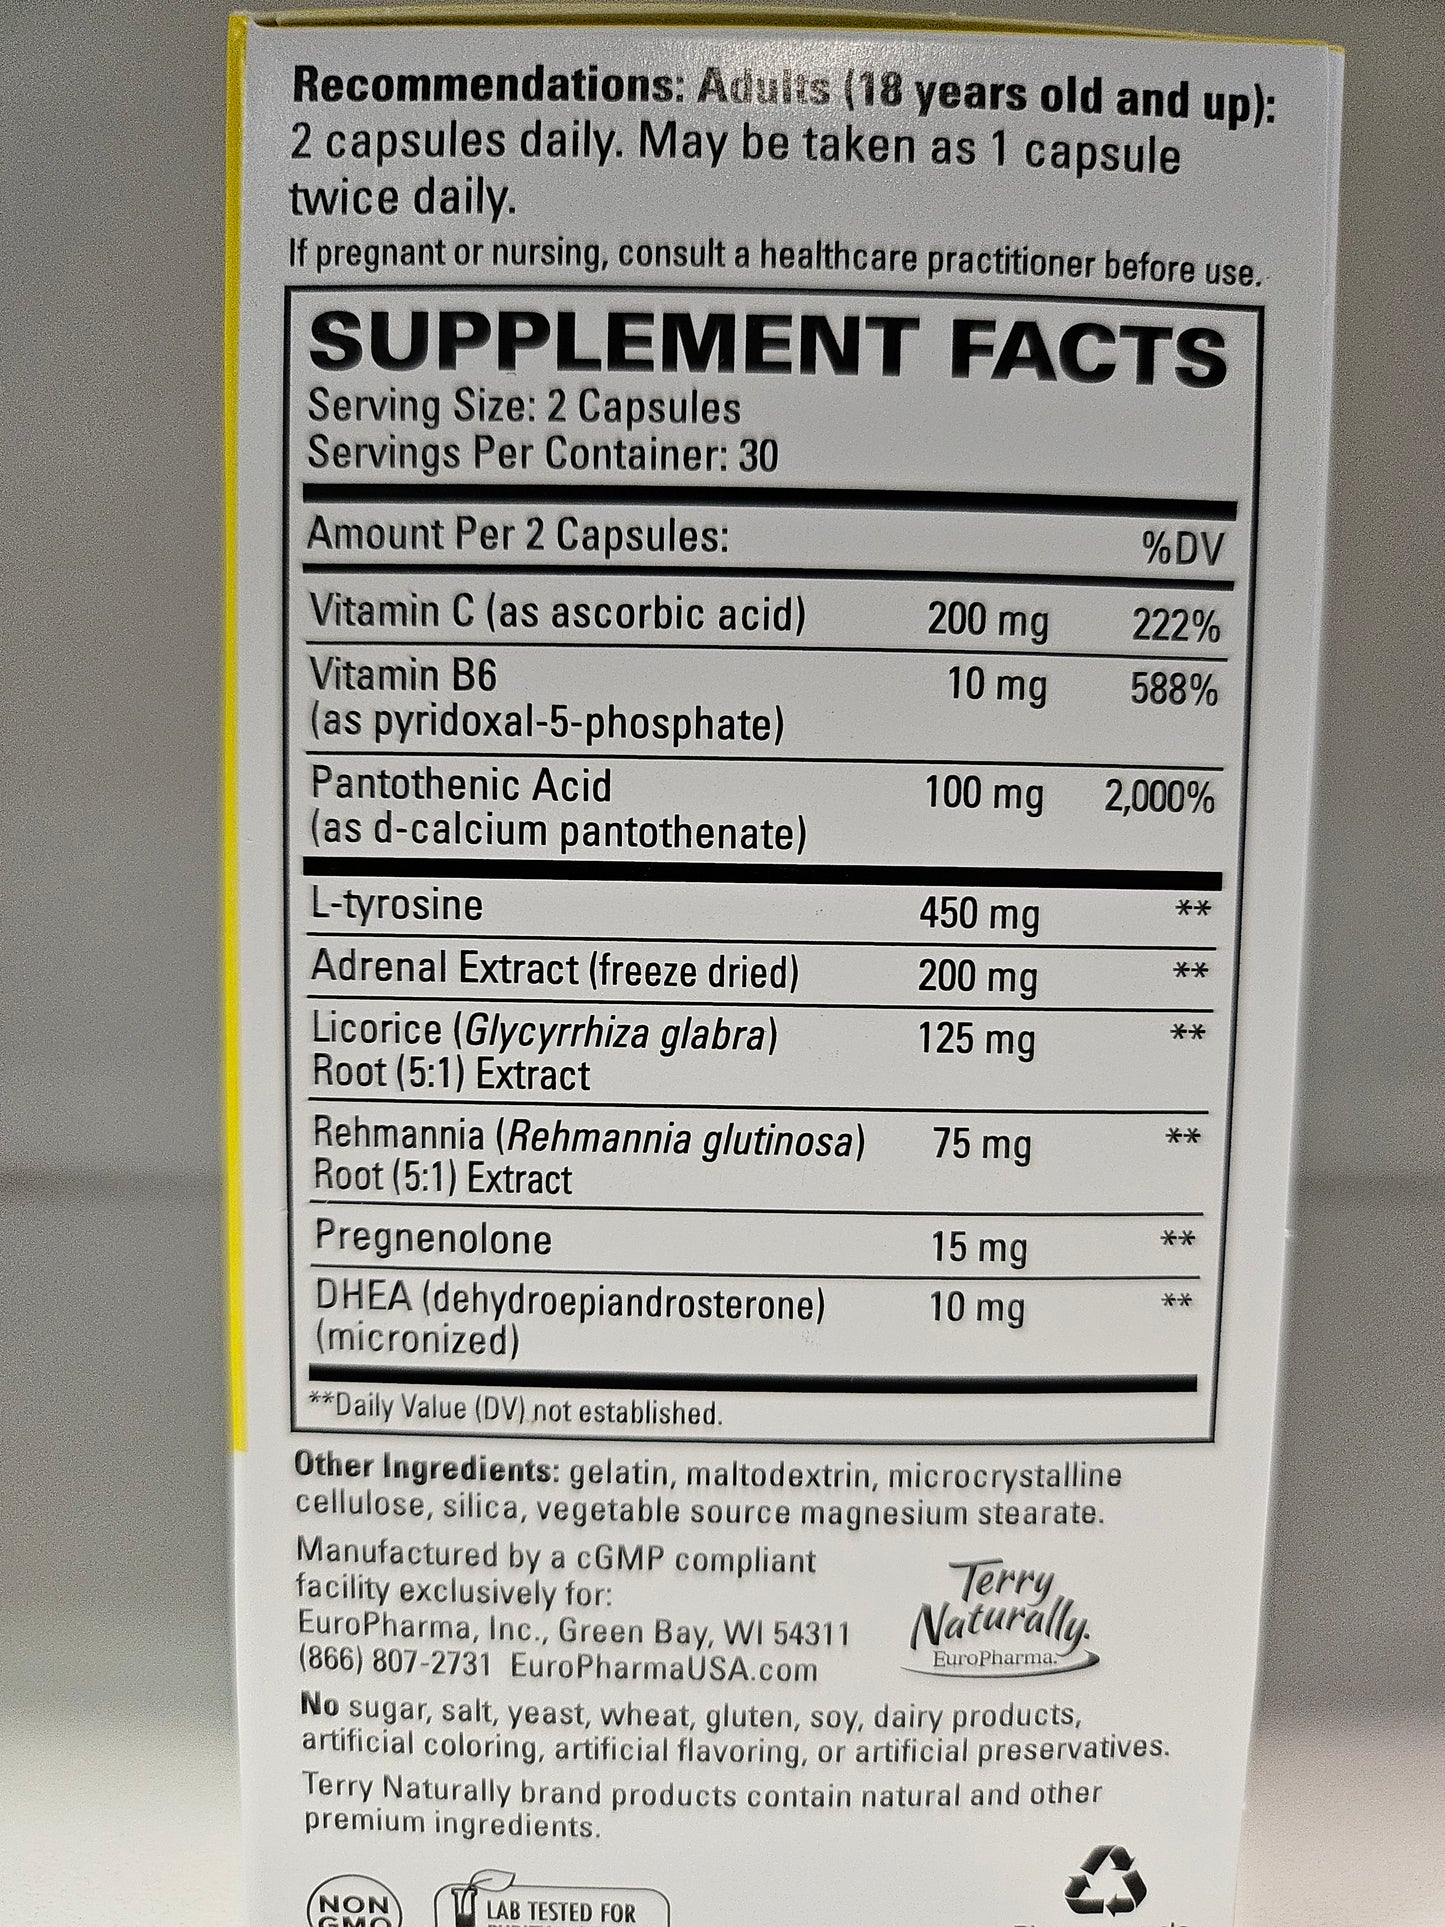 Recommendations: Adults (18 years old and up):
2 capsules daily. May be taken as 1 capsule
twice daily.
If pregnant or nursing, consult a healthcare practitioner before use.
SUPPLEMENT FACTS
Serving Size: 2 Capsules
Servings Per Container: 30
Amount Per 2 Capsules: %DV
Vitamin C (as ascorbic acid) 200 mg 222%
Vitamin B6 10 mg 588%
(as pyridoxal-5-phosphate)
Pantothenic Acid 100 mg 2,000%
(as d-calcium pantothenate)
L-tyrosine 450 mg **
Adrenal Extract (freeze dried) 200 mg **
Licorice (Glycyrrhiza glabra) 125 mg **
Root (5:1) Extract
Rehmannia (Rehmannia glutinosa) 75 mg **
Root (5:1) Extract
Pregnenolone 15 mg **
DHEA (dehydroepiandrosterone) 10 mg **
(micronized)
**Daily Value (DV) not established.
Other Ingredients: gelatin, maltodextrin, microcrystalline
cellulose, silica, vegetable source magnesium stearate.
Manufactured by a cGMP compliant
facility exclusively for:
EuroPharma, Inc., Green Bay, WI 54311
(866) 807-2731 EuroPharmaUSA.com
Terry
Naturally.
EuroPharma.
No sugar, salt, yeast, wheat, gluten, soy, dairy products,
artificial coloring, artificial flavoring, or artificial preservatives.
Terry Naturally brand products contain natural and other
premium ingredients.
NON
GMO
LAB TESTED FOR